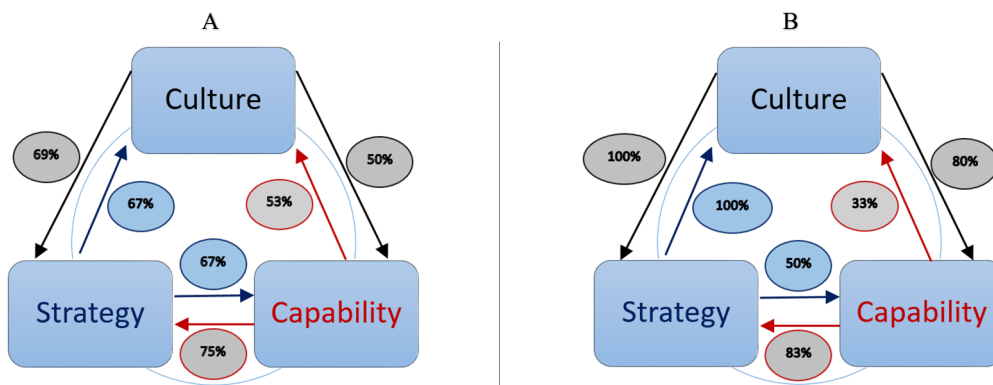 A
Culture
69%
50%
67%
53%
67%
Strategy
Capability
75%
B
Culture
100%
80%
100%
33%
50%
Strategy
Capability
83%